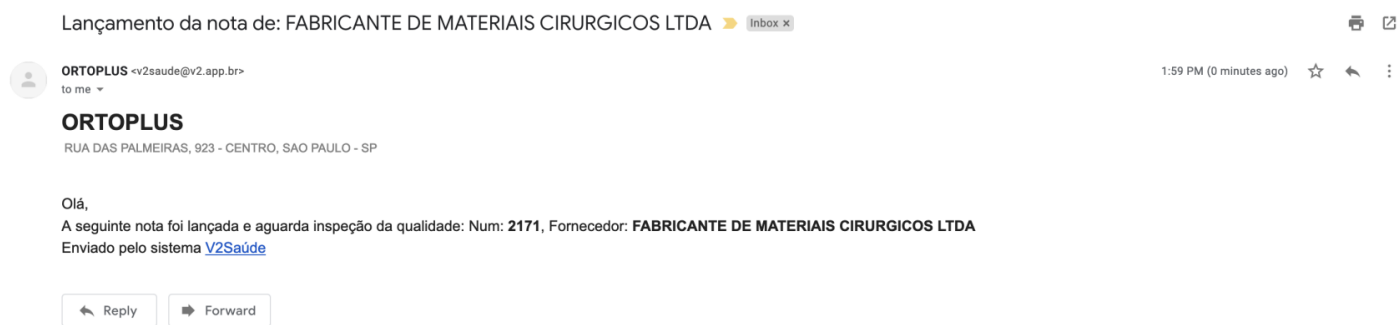 Lançamento da nota de: FABRICANTE DE MATERIAIS CIRURGICOS LTDA Inbox ×
ORTOPLUS <v2saude@v2.app.br> 1:59 PM (0 minutes ago)
to me
ORTOPLUS
RUA DAS PALMEIRAS, 923 - CENTRO, SAO PAULO - SP
Olá,
A seguinte nota foi lançada e aguarda inspeção da qualidade: Num: 2171, Fornecedor: FABRICANTE DE MATERIAIS CIRURGICOS LTDA
Enviado pelo sistema V2Saúde
Reply Forward